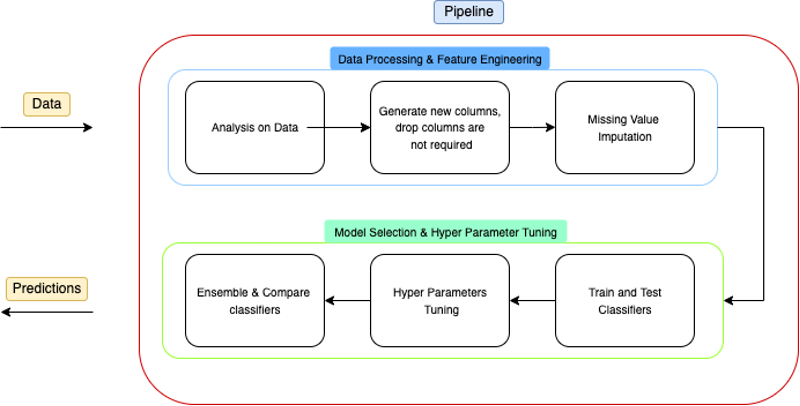 Pipeline
Data Processing & Feature Engineering
Data
Analysis on Data
Generate new columns,
drop columns are
not required
Missing Value
Imputation
Model Selection & Hyper Parameter Tuning
Predictions
Ensemble & Compare
classifiers
Hyper Parameters
Tuning
Train and Test
Classifiers